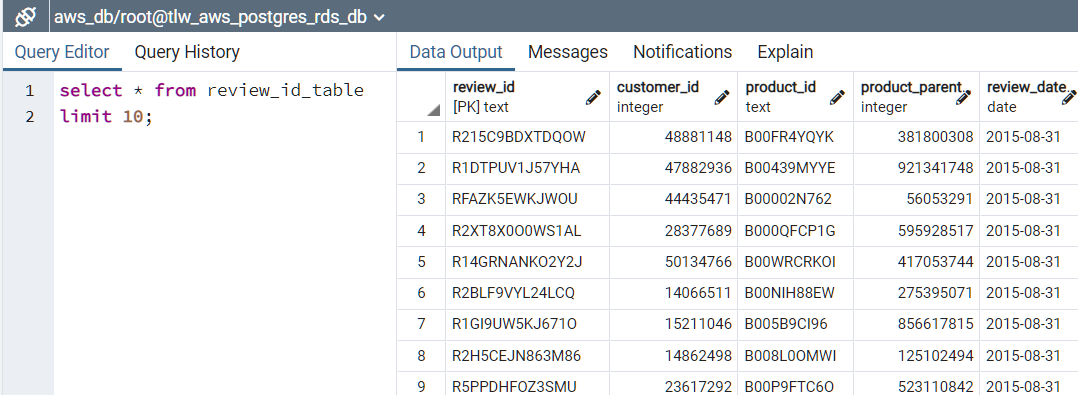 aws_db/root@tlw_aws_postgres_rds_db
Query Editor Query History
1 select * from review_id_table
2 limit 10;
Data Output Messages Notifications Explain
review_id customer_id product_id product_parent.. review_date..
[PK] text integer text integer date
1 R215C9BDXTDQOW 48881148 B00FR4YQYK 381800308 2015-08-31
2 R1DTPUV1J57YHA 47882936 B00439MYYE 921341748 2015-08-31
3 RFAZK5EWKJWOU 44435471 B00002N762 56053291 2015-08-31
4 R2XT8X0O0WS1AL 28377689 B000QFCP1G 595928517 2015-08-31
5 R14GRNANKO2Y2J 50134766 B00WRCRKOI 417053744 2015-08-31
6 R2BLF9VYL24LCQ 14066511 B00NIH88EW 275395071 2015-08-31
7 R1GI9UW5KJ671O 15211046 B005B9CI96 856617815 2015-08-31
8 R2H5CEJN863M86 14862498 B008L0OMWI 125102494 2015-08-31
9 R5PPDHFOZ3SMU 23617292 B00P9FTC6O 523110842 2015-08-31